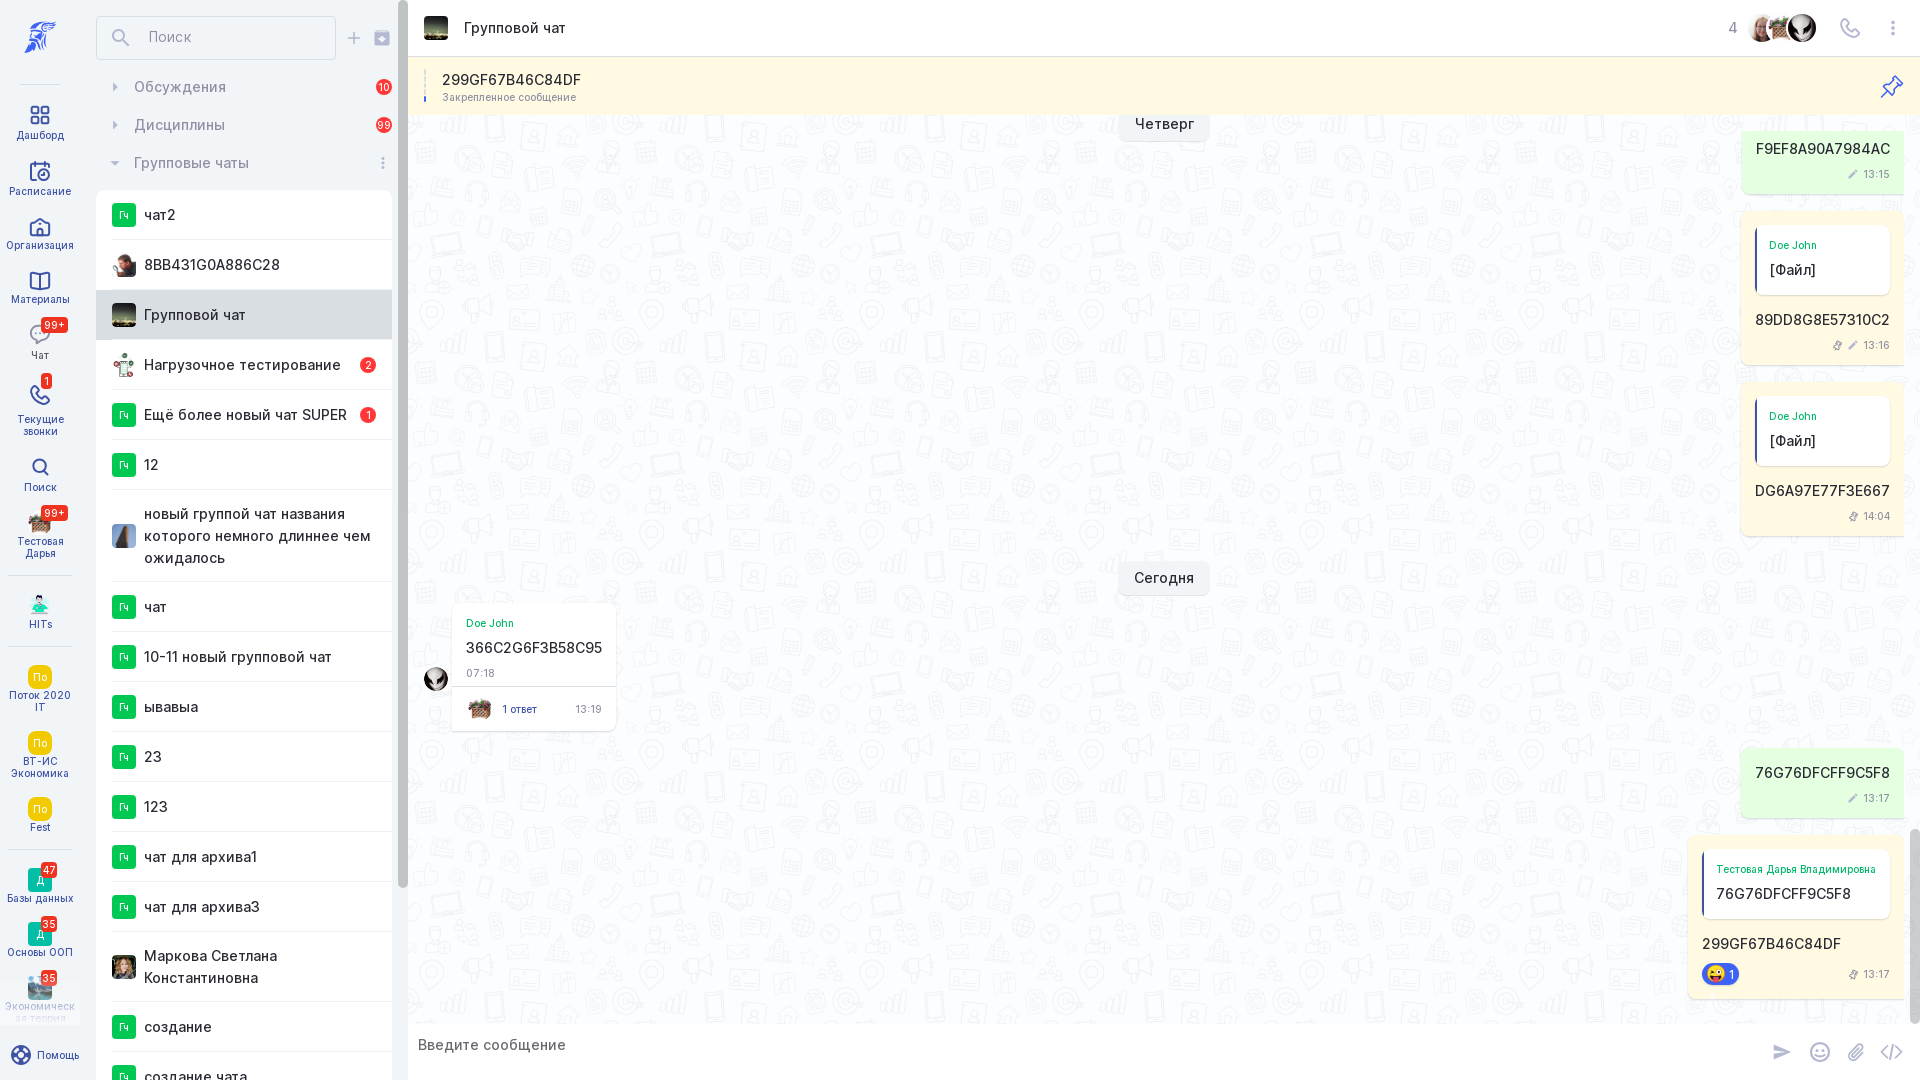 Дашборд
Расписание
Организация
Материалы
99+
Чат
1
Текущие
звонки
Поиск
99+
Тестовая
Дарья
HITs
По
Поток 2020
IT
По
ВТ-ИС
Экономика
По
Fest
47
Д
Базы данных
35
Д
Основы ООП
35
Экономическ
ая теория
Помощь
Поиск
Обсуждения
10
Дисциплины
99
Групповые чаты
Гч чат2
8BB431G0A886C28
Групповой чат
Нагрузочное тестирование 2
Гч Ещё более новый чат SUPER 1
Гч 12
новый группой чат названия
которого немного длиннее чем
ожидалось
Гч чат
Гч 10-11 новый групповой чат
Гч ывавыа
Гч 23
Гч 123
Гч чат для архива1
Гч чат для архива3
Маркова Светлана
Константиновна
Гч создание
Гч создание чата
Групповой чат
4
299GF67B46C84DF
Закрепленное сообщение
Четверг
F9EF8A90A7984AC
13:15
Doe John
[Файл]
89DD8G8E57310C2
13:16
Doe John
[Файл]
DG6A97E77F3E667
14:04
Сегодня
Doe John
366C2G6F3B58C95
07:18
1 ответ 13:19
76G76DFCFF9C5F8
13:17
Тестовая Дарья Владимировна
76G76DFCFF9C5F8
299GF67B46C84DF
1 13:17
Введите сообщение